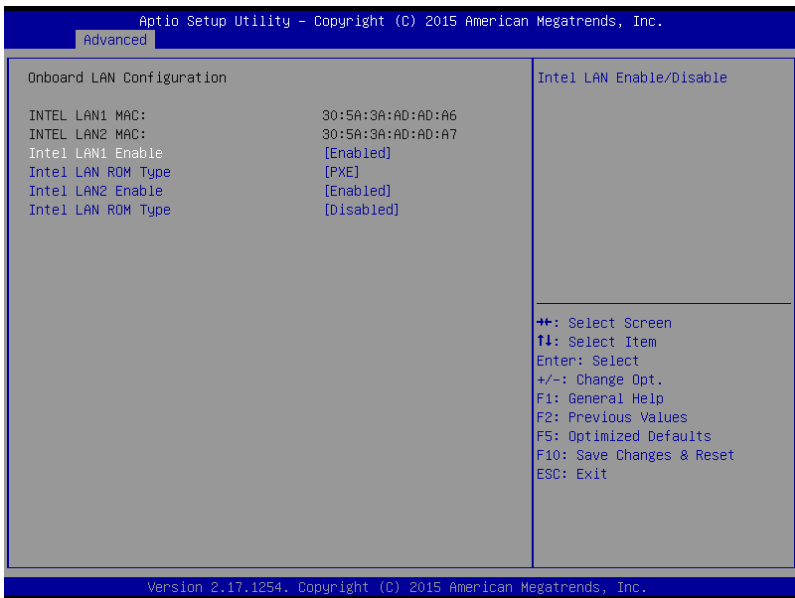 Aptio Setup Utility – Copyright (C) 2015 American Megatrends, Inc.
Advanced
Onboard LAN Configuration
INTEL LAN1 MAC: 30:5A:3A:AD:AD:A6
INTEL LAN2 MAC: 30:5A:3A:AD:AD:A7
Intel LAN1 Enable [Enabled]
Intel LAN ROM Type [PXE]
Intel LAN2 Enable [Enabled]
Intel LAN ROM Type [Disabled]
Intel LAN Enable/Disable
→←: Select Screen
↑↓: Select Item
Enter: Select
+/-: Change Opt.
F1: General Help
F2: Previous Values
F5: Optimized Defaults
F10: Save Changes & Reset
ESC: Exit
Version 2.17.1254. Copyright (C) 2015 American Megatrends, Inc.